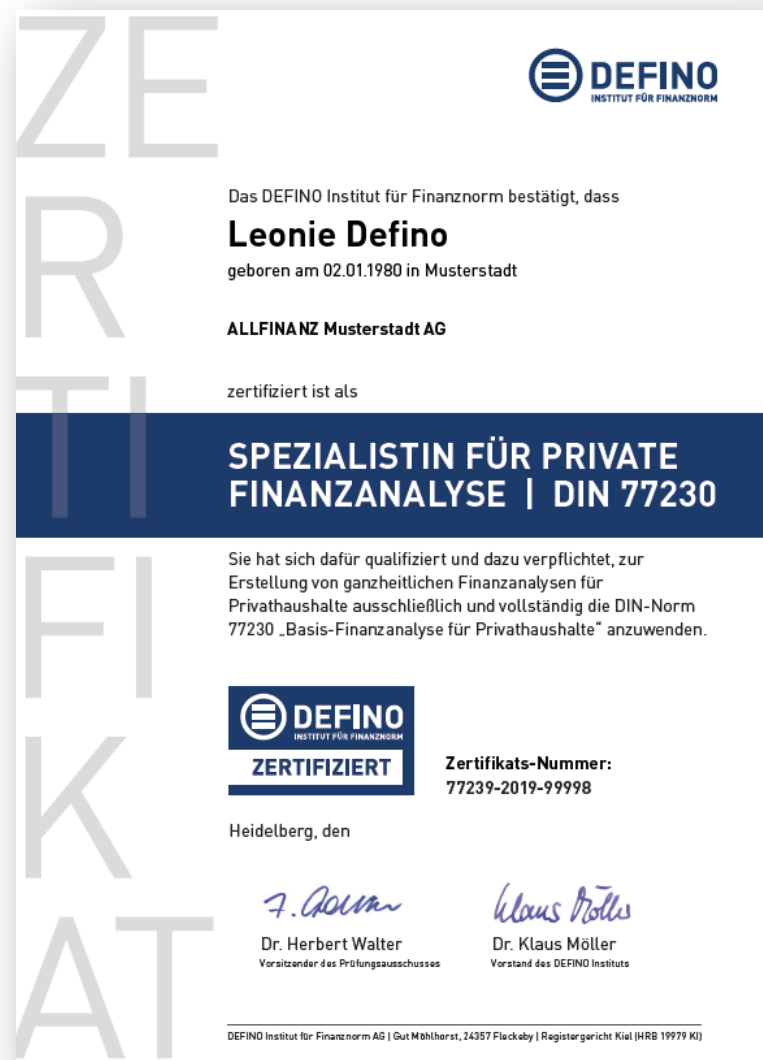 ZE
R
TI
FI
K
AT
DEFINO
INSTITUT FÜR FINANZNORM
Das DEFINO Institut für Finanznorm bestätigt, dass
Leonie Defino
geboren am 02.01.1980 in Musterstadt
ALLFINANZ Musterstadt AG
zertifiziert ist als
SPEZIALISTIN FÜR PRIVATE
FINANZANALYSE | DIN 77230
Sie hat sich dafür qualifiziert und dazu verpflichtet, zur
Erstellung von ganzheitlichen Finanzanalysen für
Privathaushalte ausschließlich und vollständig die DIN-Norm
77230 „Basis-Finanzanalyse für Privathaushalte“ anzuwenden.
DEFINO
INSTITUT FÜR FINANZNORM
ZERTIFIZIERT
Zertifikats-Nummer:
77239-2019-99998
Heidelberg, den
Klaus Möller
Dr. Herbert Walter
Vorsitzender des Prüfungsausschusses
Dr. Klaus Möller
Vorstand des DEFINO Instituts
DEFINO Institut für Finanznorm AG | Gut Möhlhorst, 24357 Fleckeby | Registergericht Kiel (HRB 19979 KI)